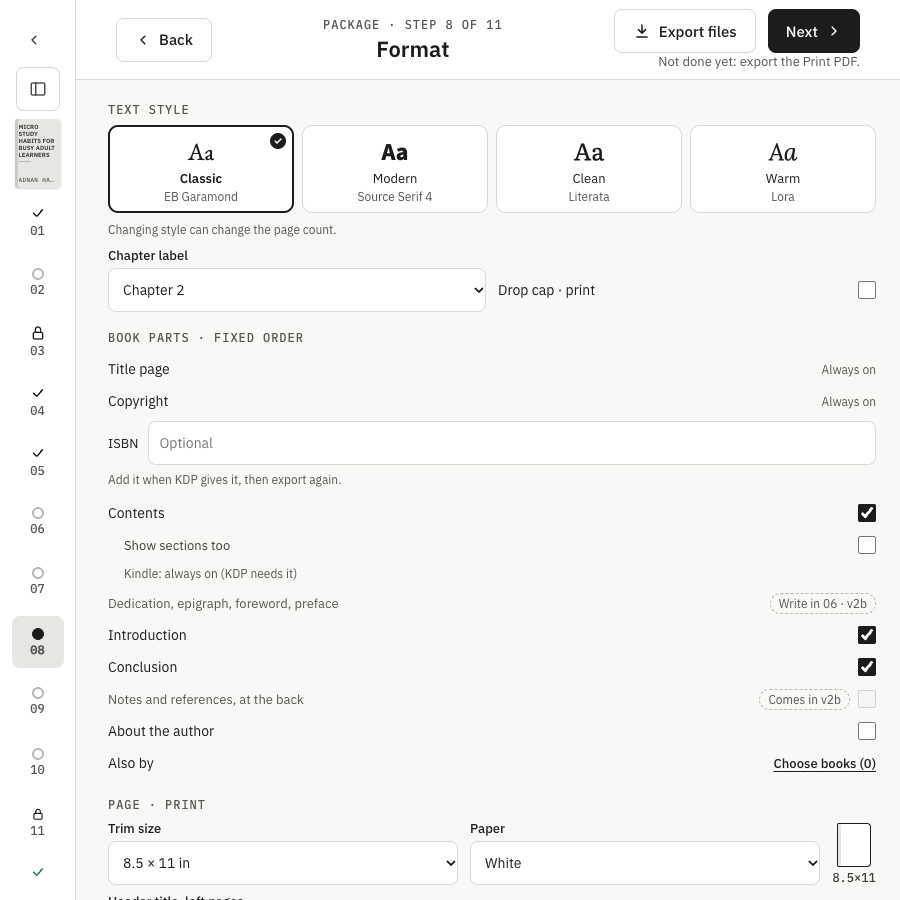 Back
PACKAGE · STEP 8 OF 11
Format
Export files
Next
Not done yet: export the Print PDF.
MICRO
STUDY
HABITS FOR
BUSY ADULT
LEARNERS
ADNAN HA…
01
02
03
04
05
06
07
08
09
10
11
TEXT STYLE
Aa
Classic
EB Garamond
Aa
Modern
Source Serif 4
Aa
Clean
Literata
Aa
Warm
Lora
Changing style can change the page count.
Chapter label
Chapter 2
Drop cap · print
BOOK PARTS · FIXED ORDER
Title page
Always on
Copyright
Always on
ISBN
Optional
Add it when KDP gives it, then export again.
Contents
Show sections too
Kindle: always on (KDP needs it)
Dedication, epigraph, foreword, preface
Write in 06 · v2b
Introduction
Conclusion
Notes and references, at the back
Comes in v2b
About the author
Also by
Choose books (0)
PAGE · PRINT
Trim size
8.5 × 11 in
Paper
White
8.5×11
Header title, left pages